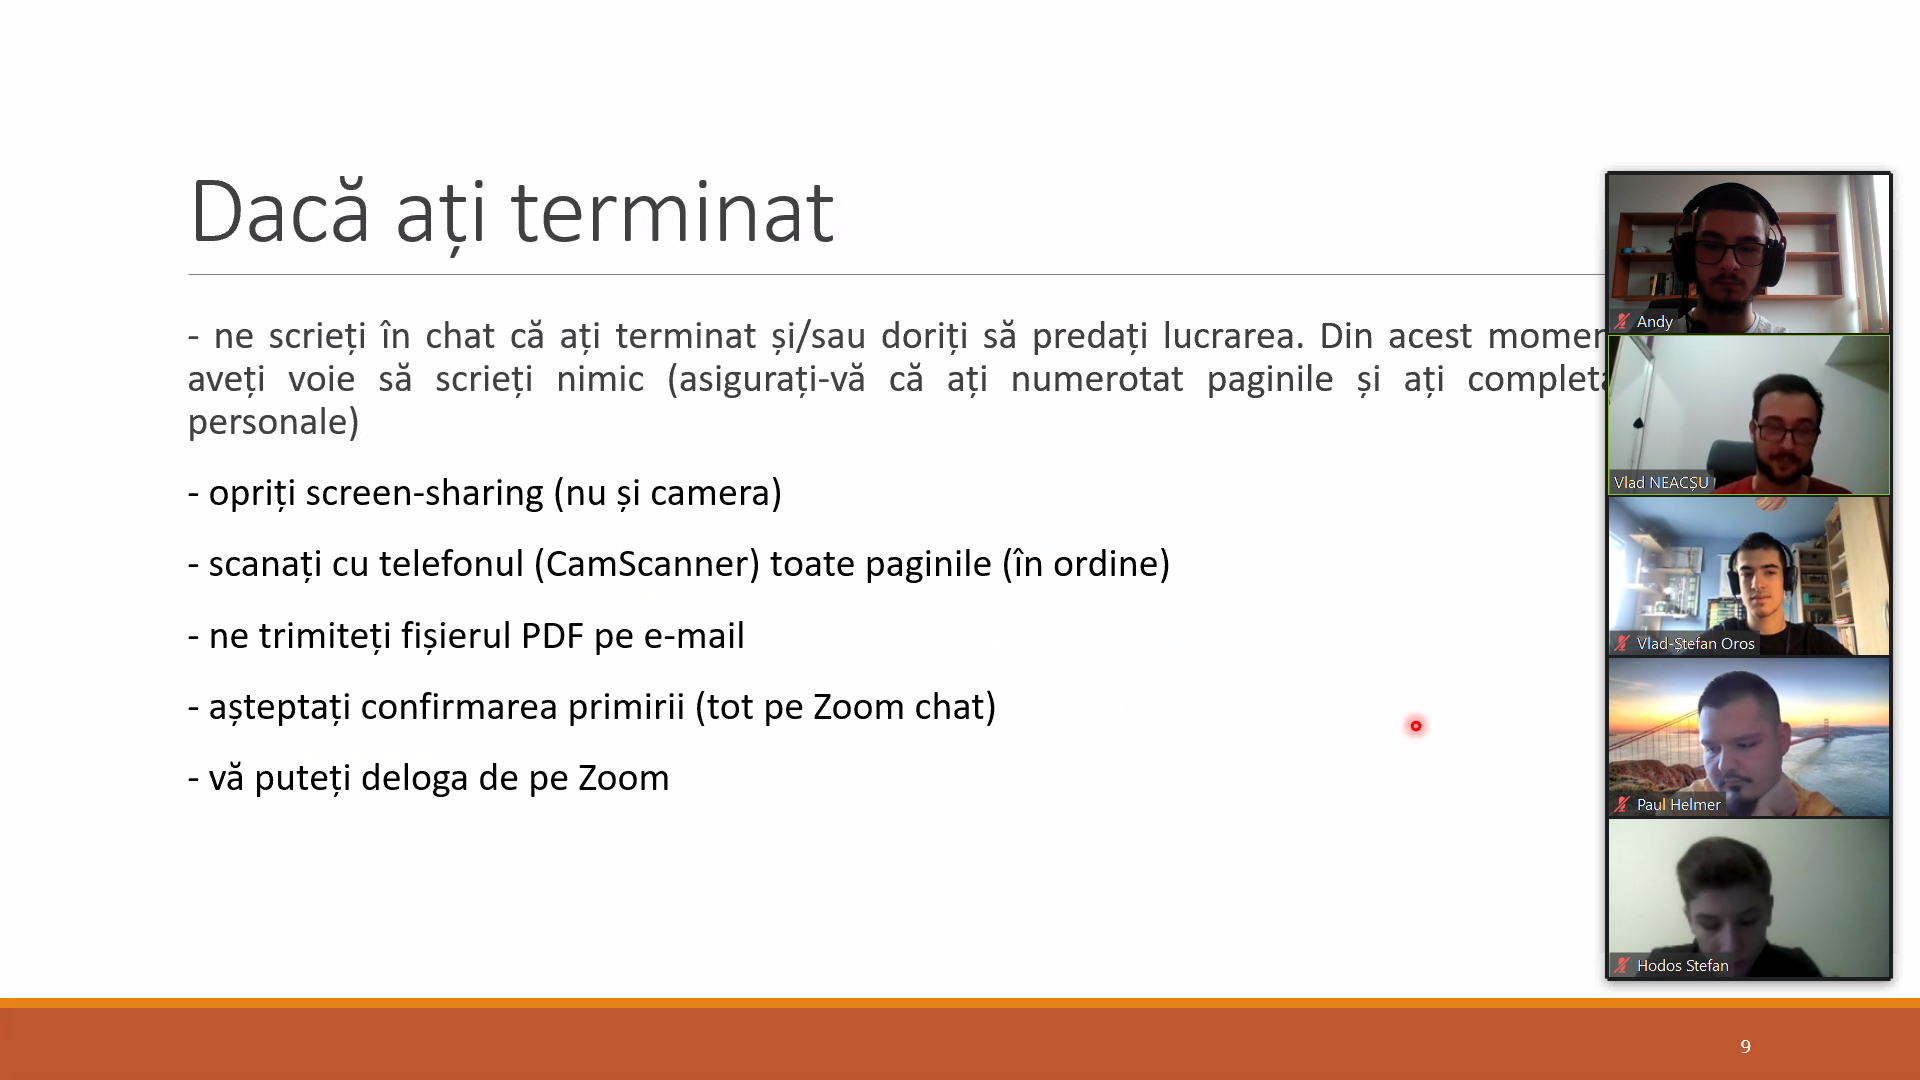 Dacă ați terminat
- ne scrieți în chat că ați terminat și/sau doriți să predați lucrarea. Din acest
aveți voie să scrieți nimic (asigurați-vă că ați numerotat paginile și ați
personale)
- opriți screen-sharing (nu și camera)
- scanați cu telefonul (CamScanner) toate paginile (în ordine)
- ne trimiteți fișierul PDF pe e-mail
- așteptați confirmarea primirii (tot pe Zoom chat)
- vă puteți deloga de pe Zoom
Andy
Vlad NEACȘU
Vlad-Ștefan Oros
Paul Helmer
Hodos Stefan
9